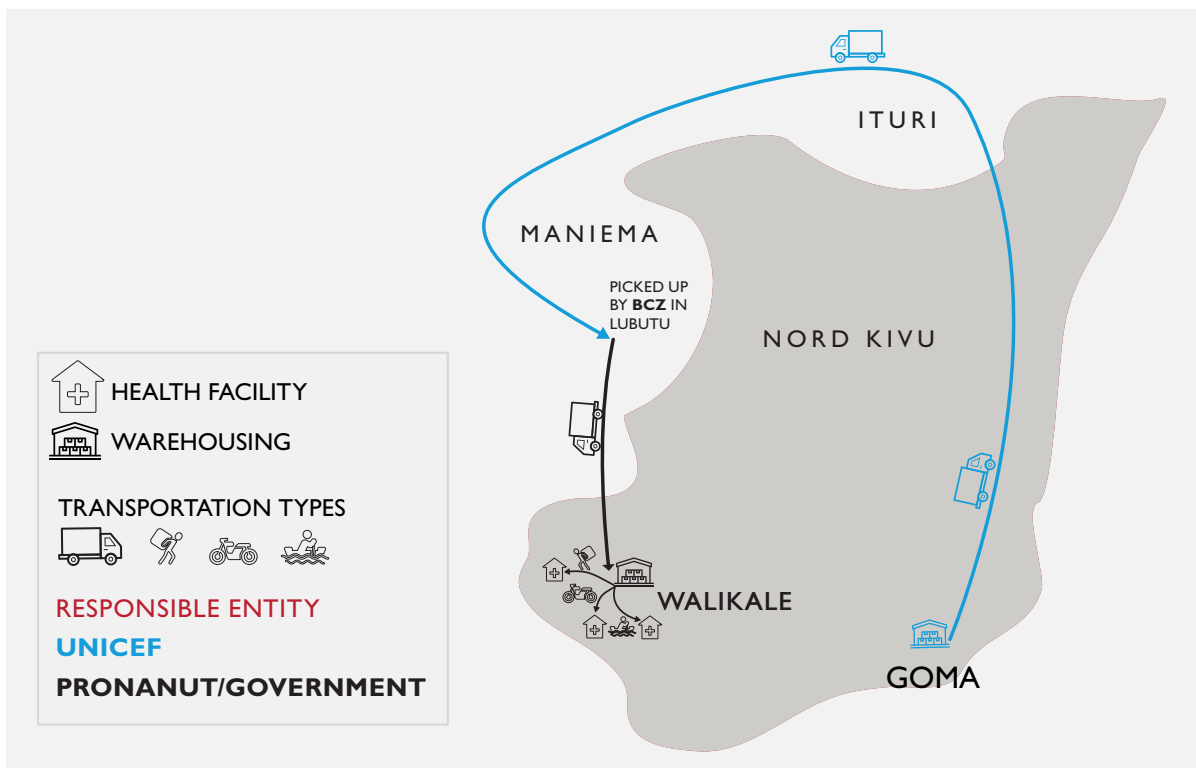 ITURI
MANIEMA
PICKED UP
BY BCZ IN
LUBUTU
NORD KIVU
HEALTH FACILITY
WAREHOUSING
TRANSPORTATION TYPES
RESPONSIBLE ENTITY
UNICEF
PRONANUT/GOVERNMENT
WALIKALE
GOMA